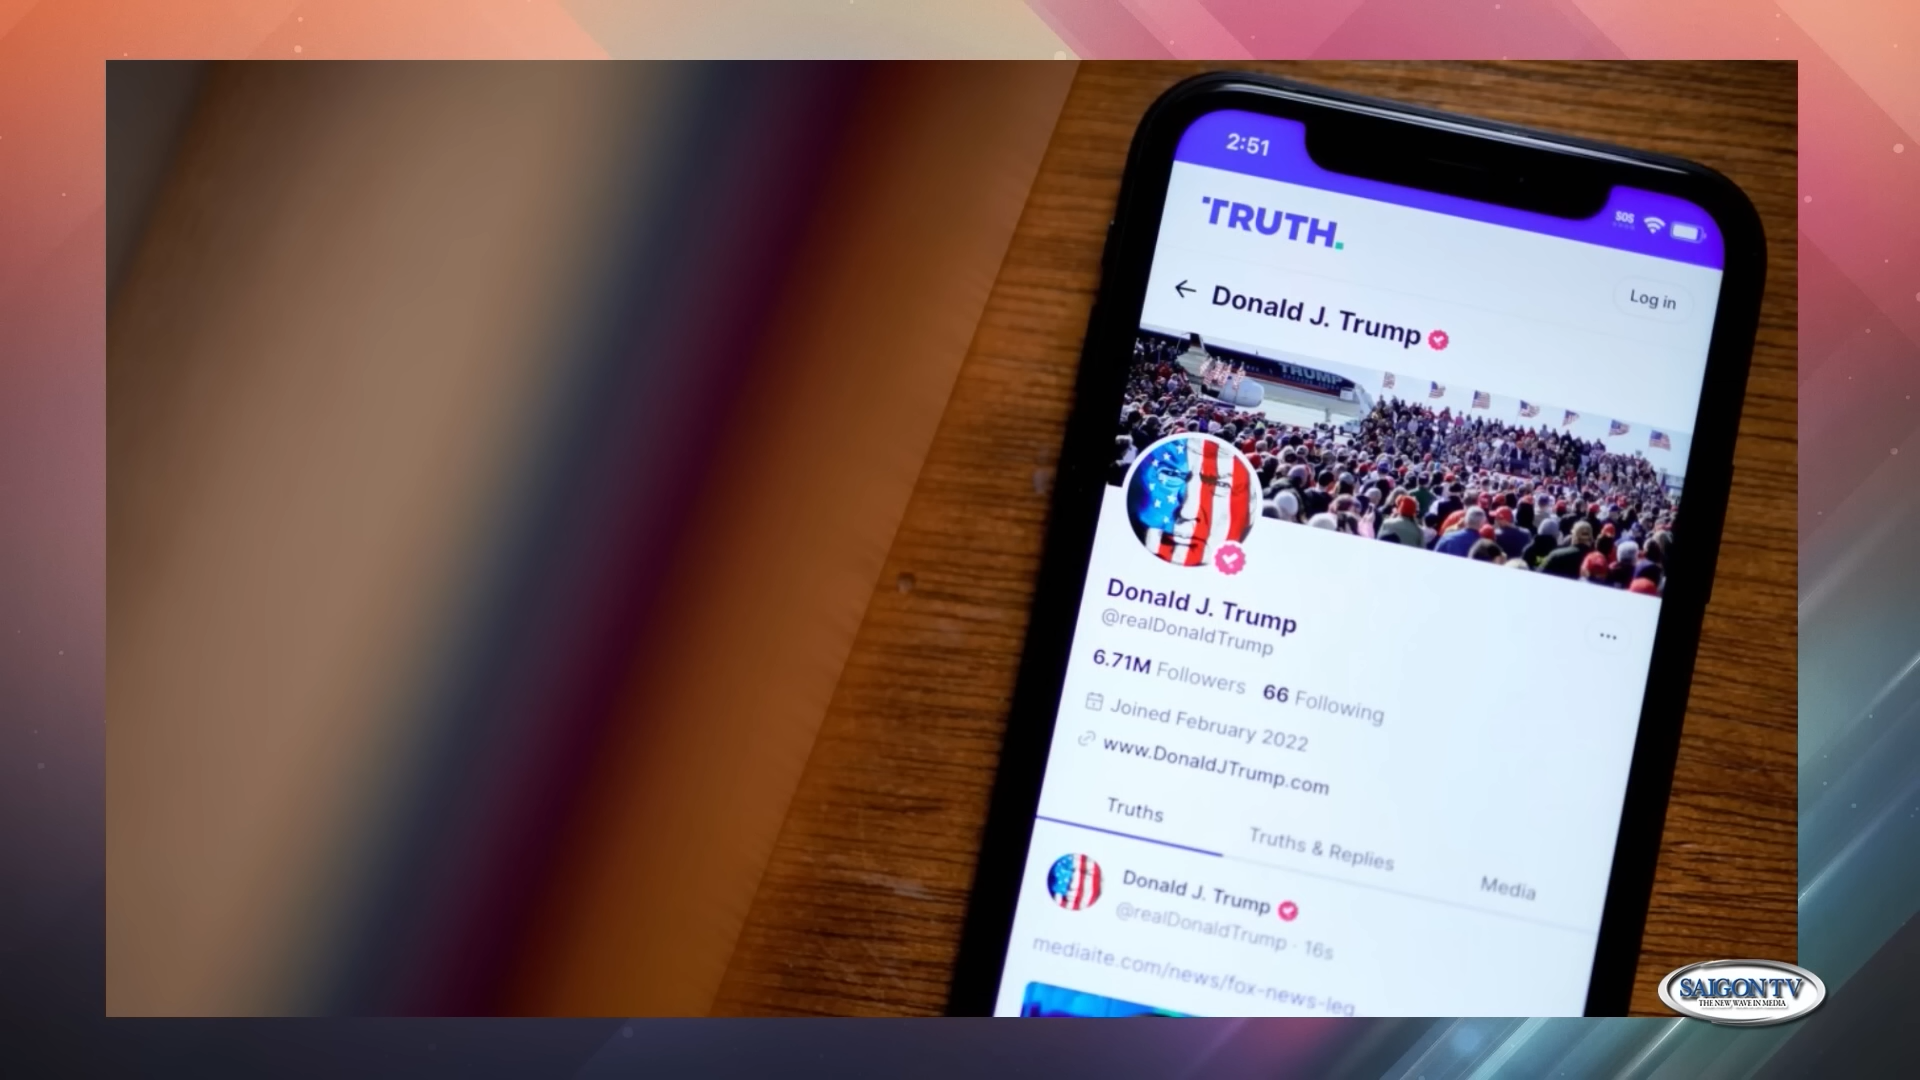 2:51
SOS
TRUTH.
Log in
← Donald J. Trump
TRUMP
Donald J. Trump
@realDonaldTrump
6.71M Followers 66 Following
Joined February 2022
www.DonaldJTrump.com
Truths Truths & Replies Media
Donald J. Trump
@realDonaldTrump · 16s
mediaite.com/news/fox-news-leg
SAIGON TV
THE NEW WAVE IN MEDIA